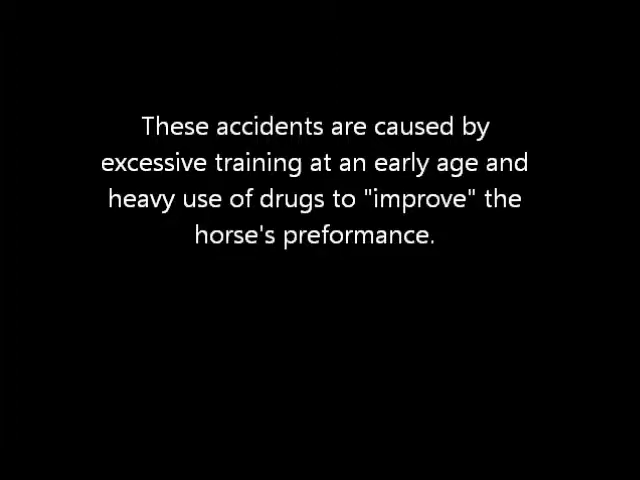 These accidents are caused by
excessive training at an early age and
heavy use of drugs to "improve" the
horse's preformance.